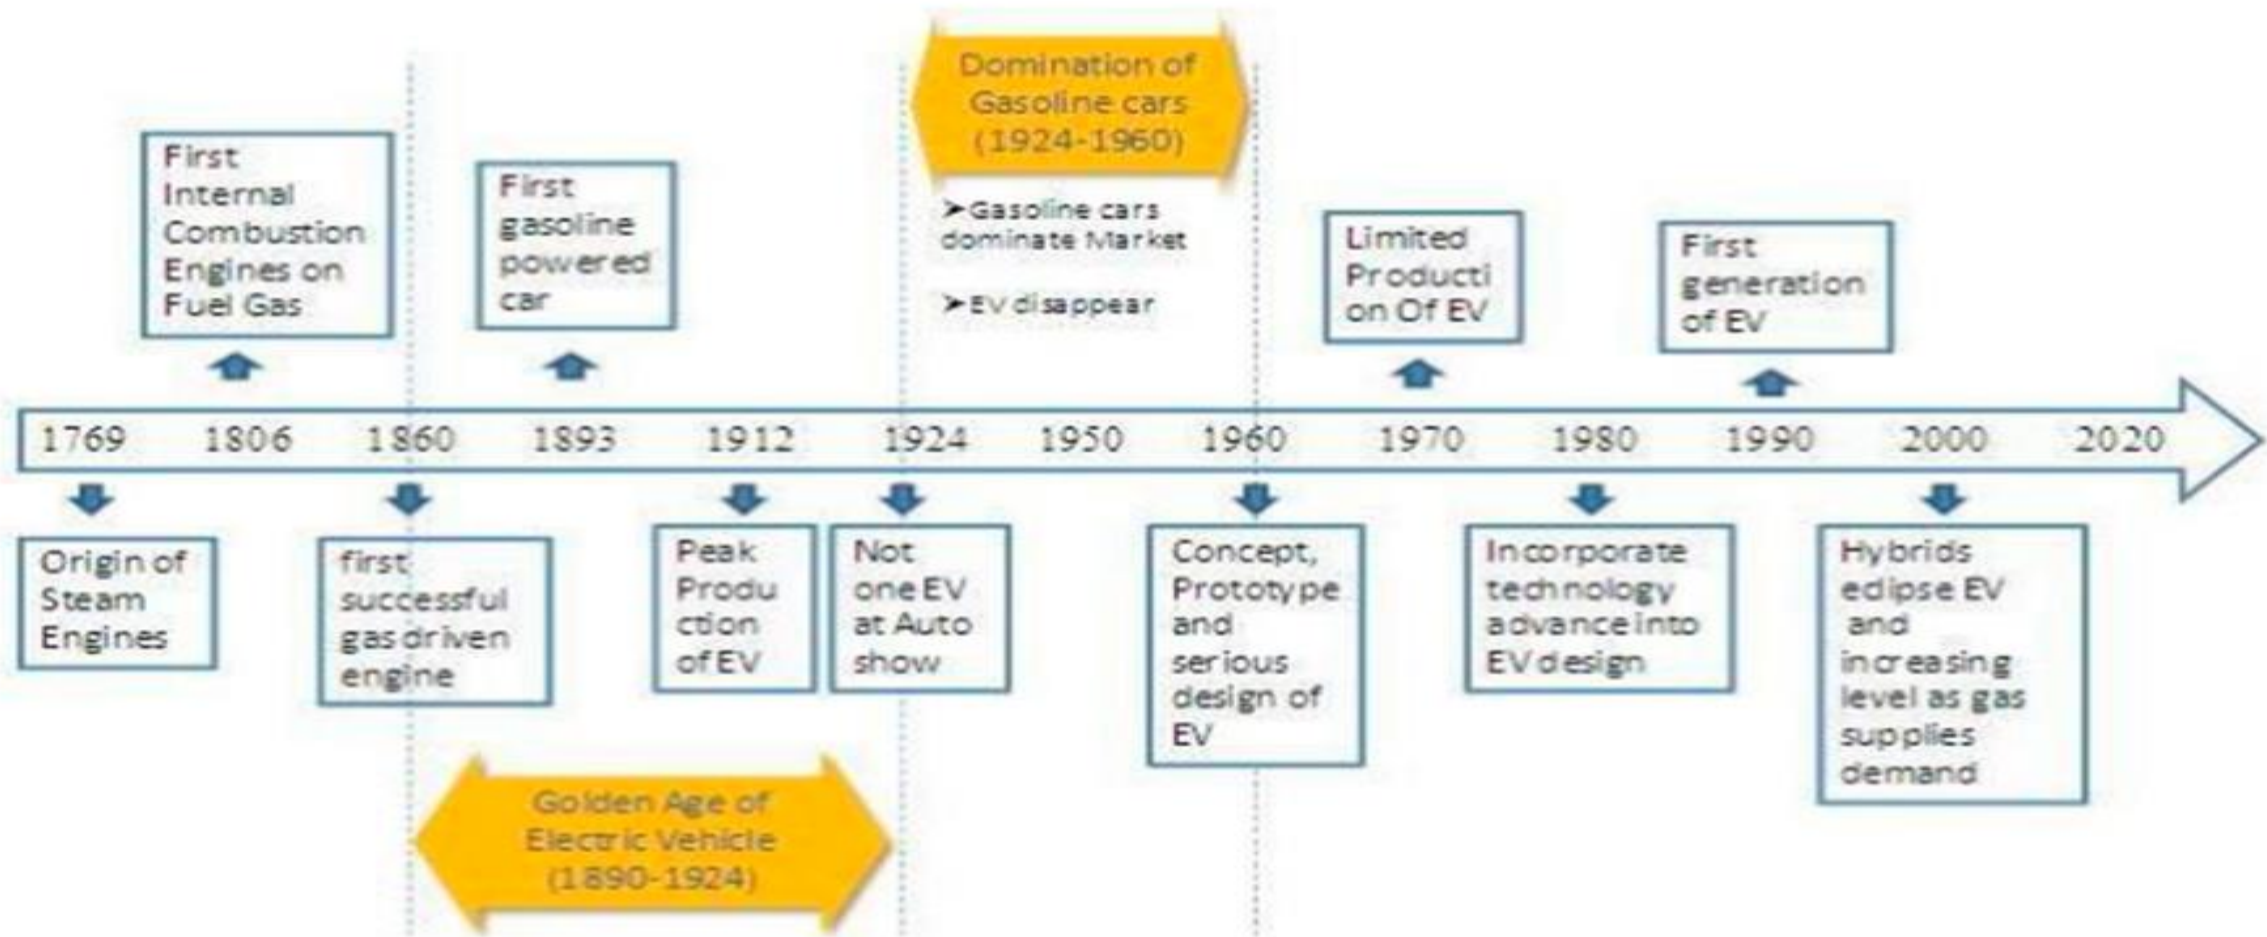 Domination of
Gasoline cars
(1924-1960)
First
Internal
Combustion
Engines on
Fuel Gas
First
gasoline
powered
car
➤Gasoline cars
dominate Market
➤EV disappear
Limited
Producti
on Of EV
First
generation
of EV
1769 1806 1860 1893 1912 1924 1950 1960 1970 1980 1990 2000 2020
Origin of
Steam
Engines
first
successful
gas driven
engine
Peak
Produ
ction
of EV
Not
one EV
at Auto
show
Concept,
Prototype
and
serious
design of
EV
Incorporate
technology
advance into
EV design
Hybrids
eclipse EV
and
increasing
level as gas
supplies
demand
Golden Age of
Electric Vehicle
(1890-1924)